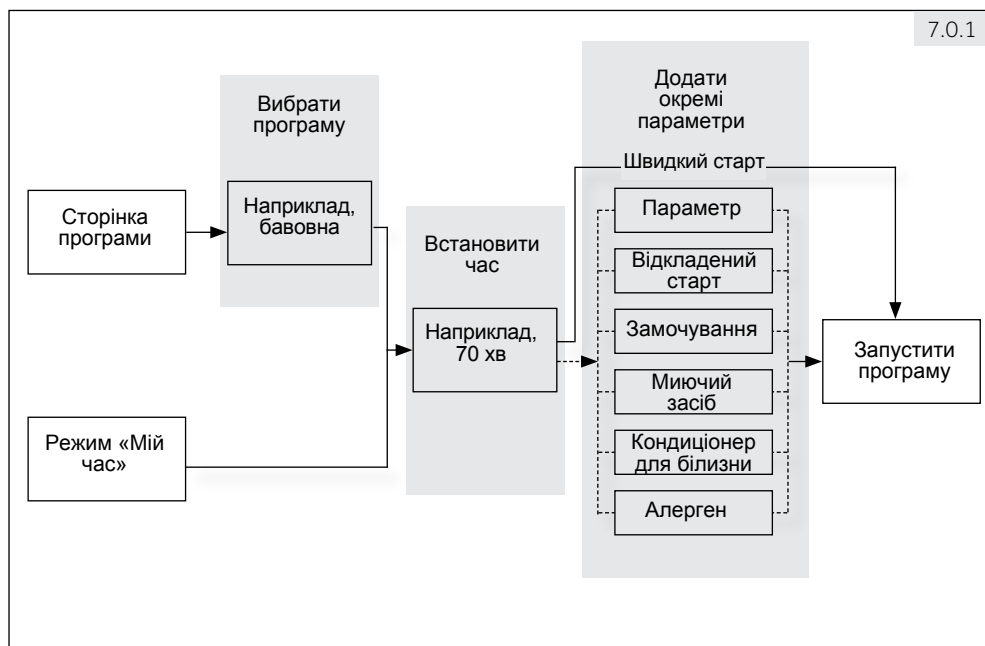 7.0.1
Вибрати
програму
Додати
окремі
параметри
Швидкий старт
Сторінка
програми
Наприклад,
бавовна
Встановити
час
Наприклад,
70 хв
Параметр
Відкладений
старт
Замочування
Миючий
засіб
Кондиціонер
для білизни
Алерген
Запустити
програму
Режим «Мій
час»